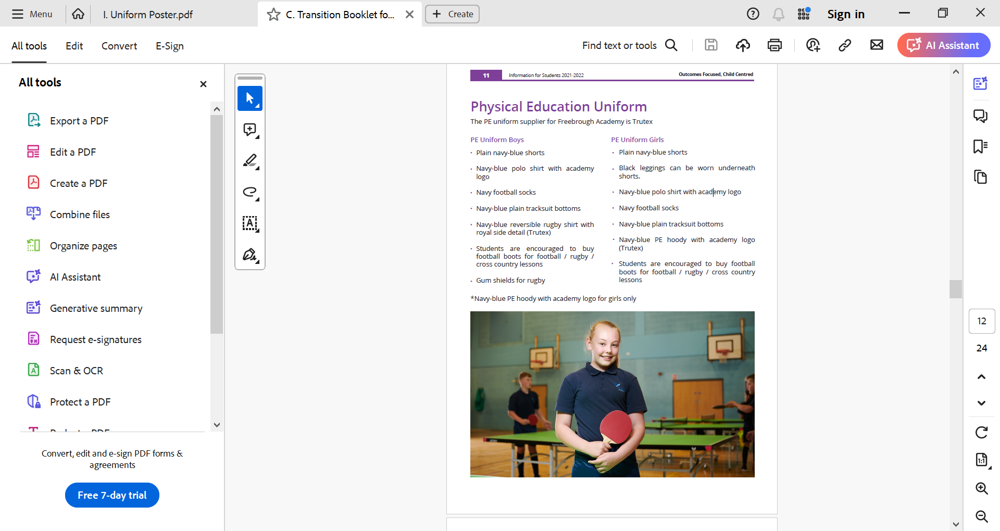 Menu
I. Uniform Poster.pdf
C. Transition Booklet fo...
Create
Sign in
All tools
Edit
Convert
E-Sign
Find text or tools
AI Assistant
All tools
Export a PDF
Edit a PDF
Create a PDF
Combine files
Organize pages
AI Assistant
Generative summary
Request e-signatures
Scan & OCR
Protect a PDF
Convert, edit and e-sign PDF forms &
agreements
Free 7-day trial
11
Information for Students 2021-2022
Outcomes Focused, Child Centred
Physical Education Uniform
The PE uniform supplier for Freebrough Academy is Trutex
PE Uniform Boys
• Plain navy-blue shorts
• Navy-blue polo shirt with academy
logo
• Navy football socks
• Navy-blue plain tracksuit bottoms
• Navy-blue reversible rugby shirt with
royal side detail (Trutex)
• Students are encouraged to buy
football boots for football / rugby /
cross country lessons
• Gum shields for rugby
PE Uniform Girls
• Plain navy-blue shorts
• Black leggings can be worn underneath
shorts.
• Navy-blue polo shirt with academy logo
• Navy football socks
• Navy-blue plain tracksuit bottoms
• Navy-blue PE hoody with academy logo
(Trutex)
• Students are encouraged to buy football
boots for football / rugby / cross country
lessons
*Navy-blue PE hoody with academy logo for girls only
12
24
1:1